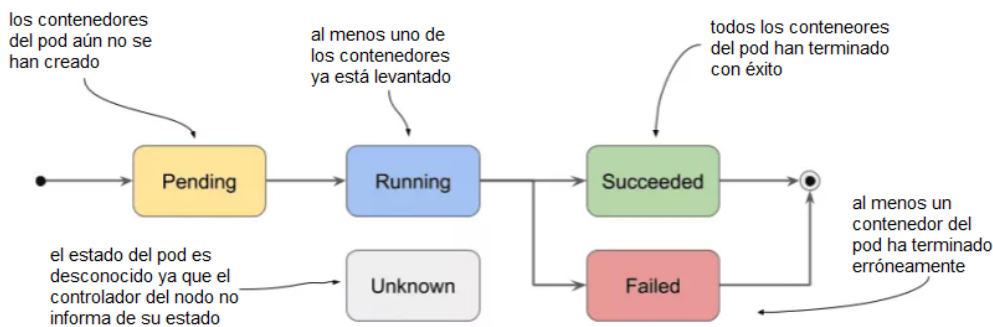 los contenedores
del pod aún no se
han creado
al menos uno de
los contenedores
ya está levantado
todos los conteneores
del pod han terminado
con éxito
Pending
Running
Succeeded
al menos un
contenedor del
pod ha terminado
erróneamente
el estado del pod es
desconocido ya que el
controlador del nodo no
informa de su estado
Unknown
Failed